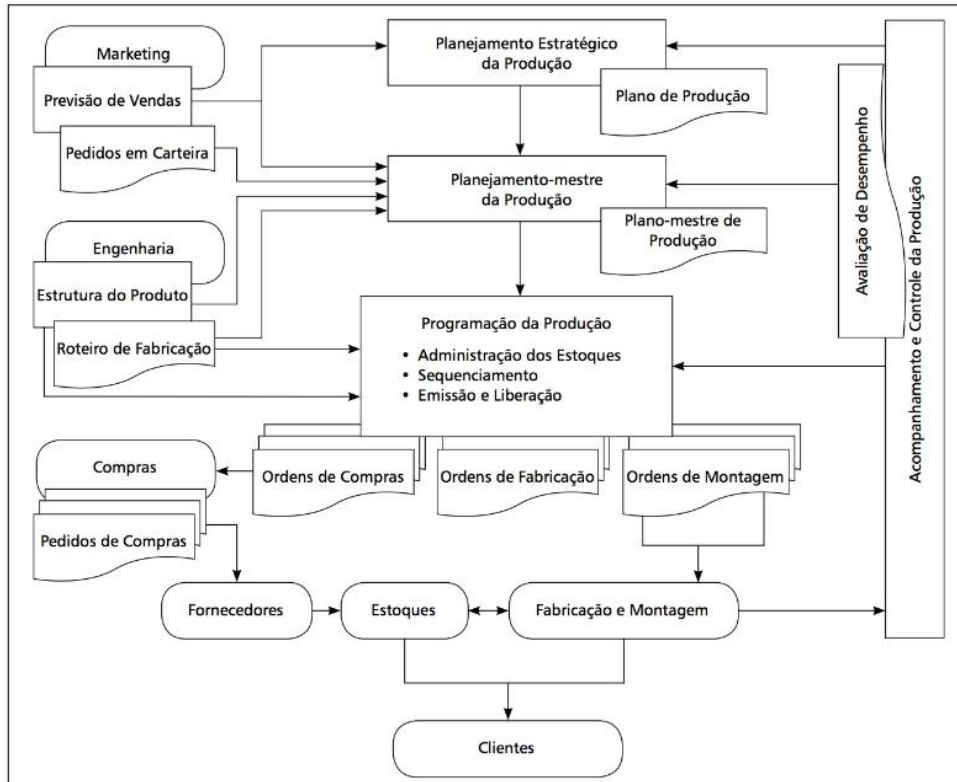 Marketing
Previsão de Vendas
Pedidos em Carteira
Engenharia
Estrutura do Produto
Roteiro de Fabricação
Planejamento Estratégico
da Produção
Plano de Produção
Planejamento-mestre
da Produção
Plano-mestre de
Produção
Programação da Produção
• Administração dos Estoques
• Sequenciamento
• Emissão e Liberação
Avaliação de Desempenho
Acompanhamento e Controle da Produção
Compras
Pedidos de Compras
Ordens de Compras
Ordens de Fabricação
Ordens de Montagem
Fornecedores
Estoques
Fabricação e Montagem
Clientes